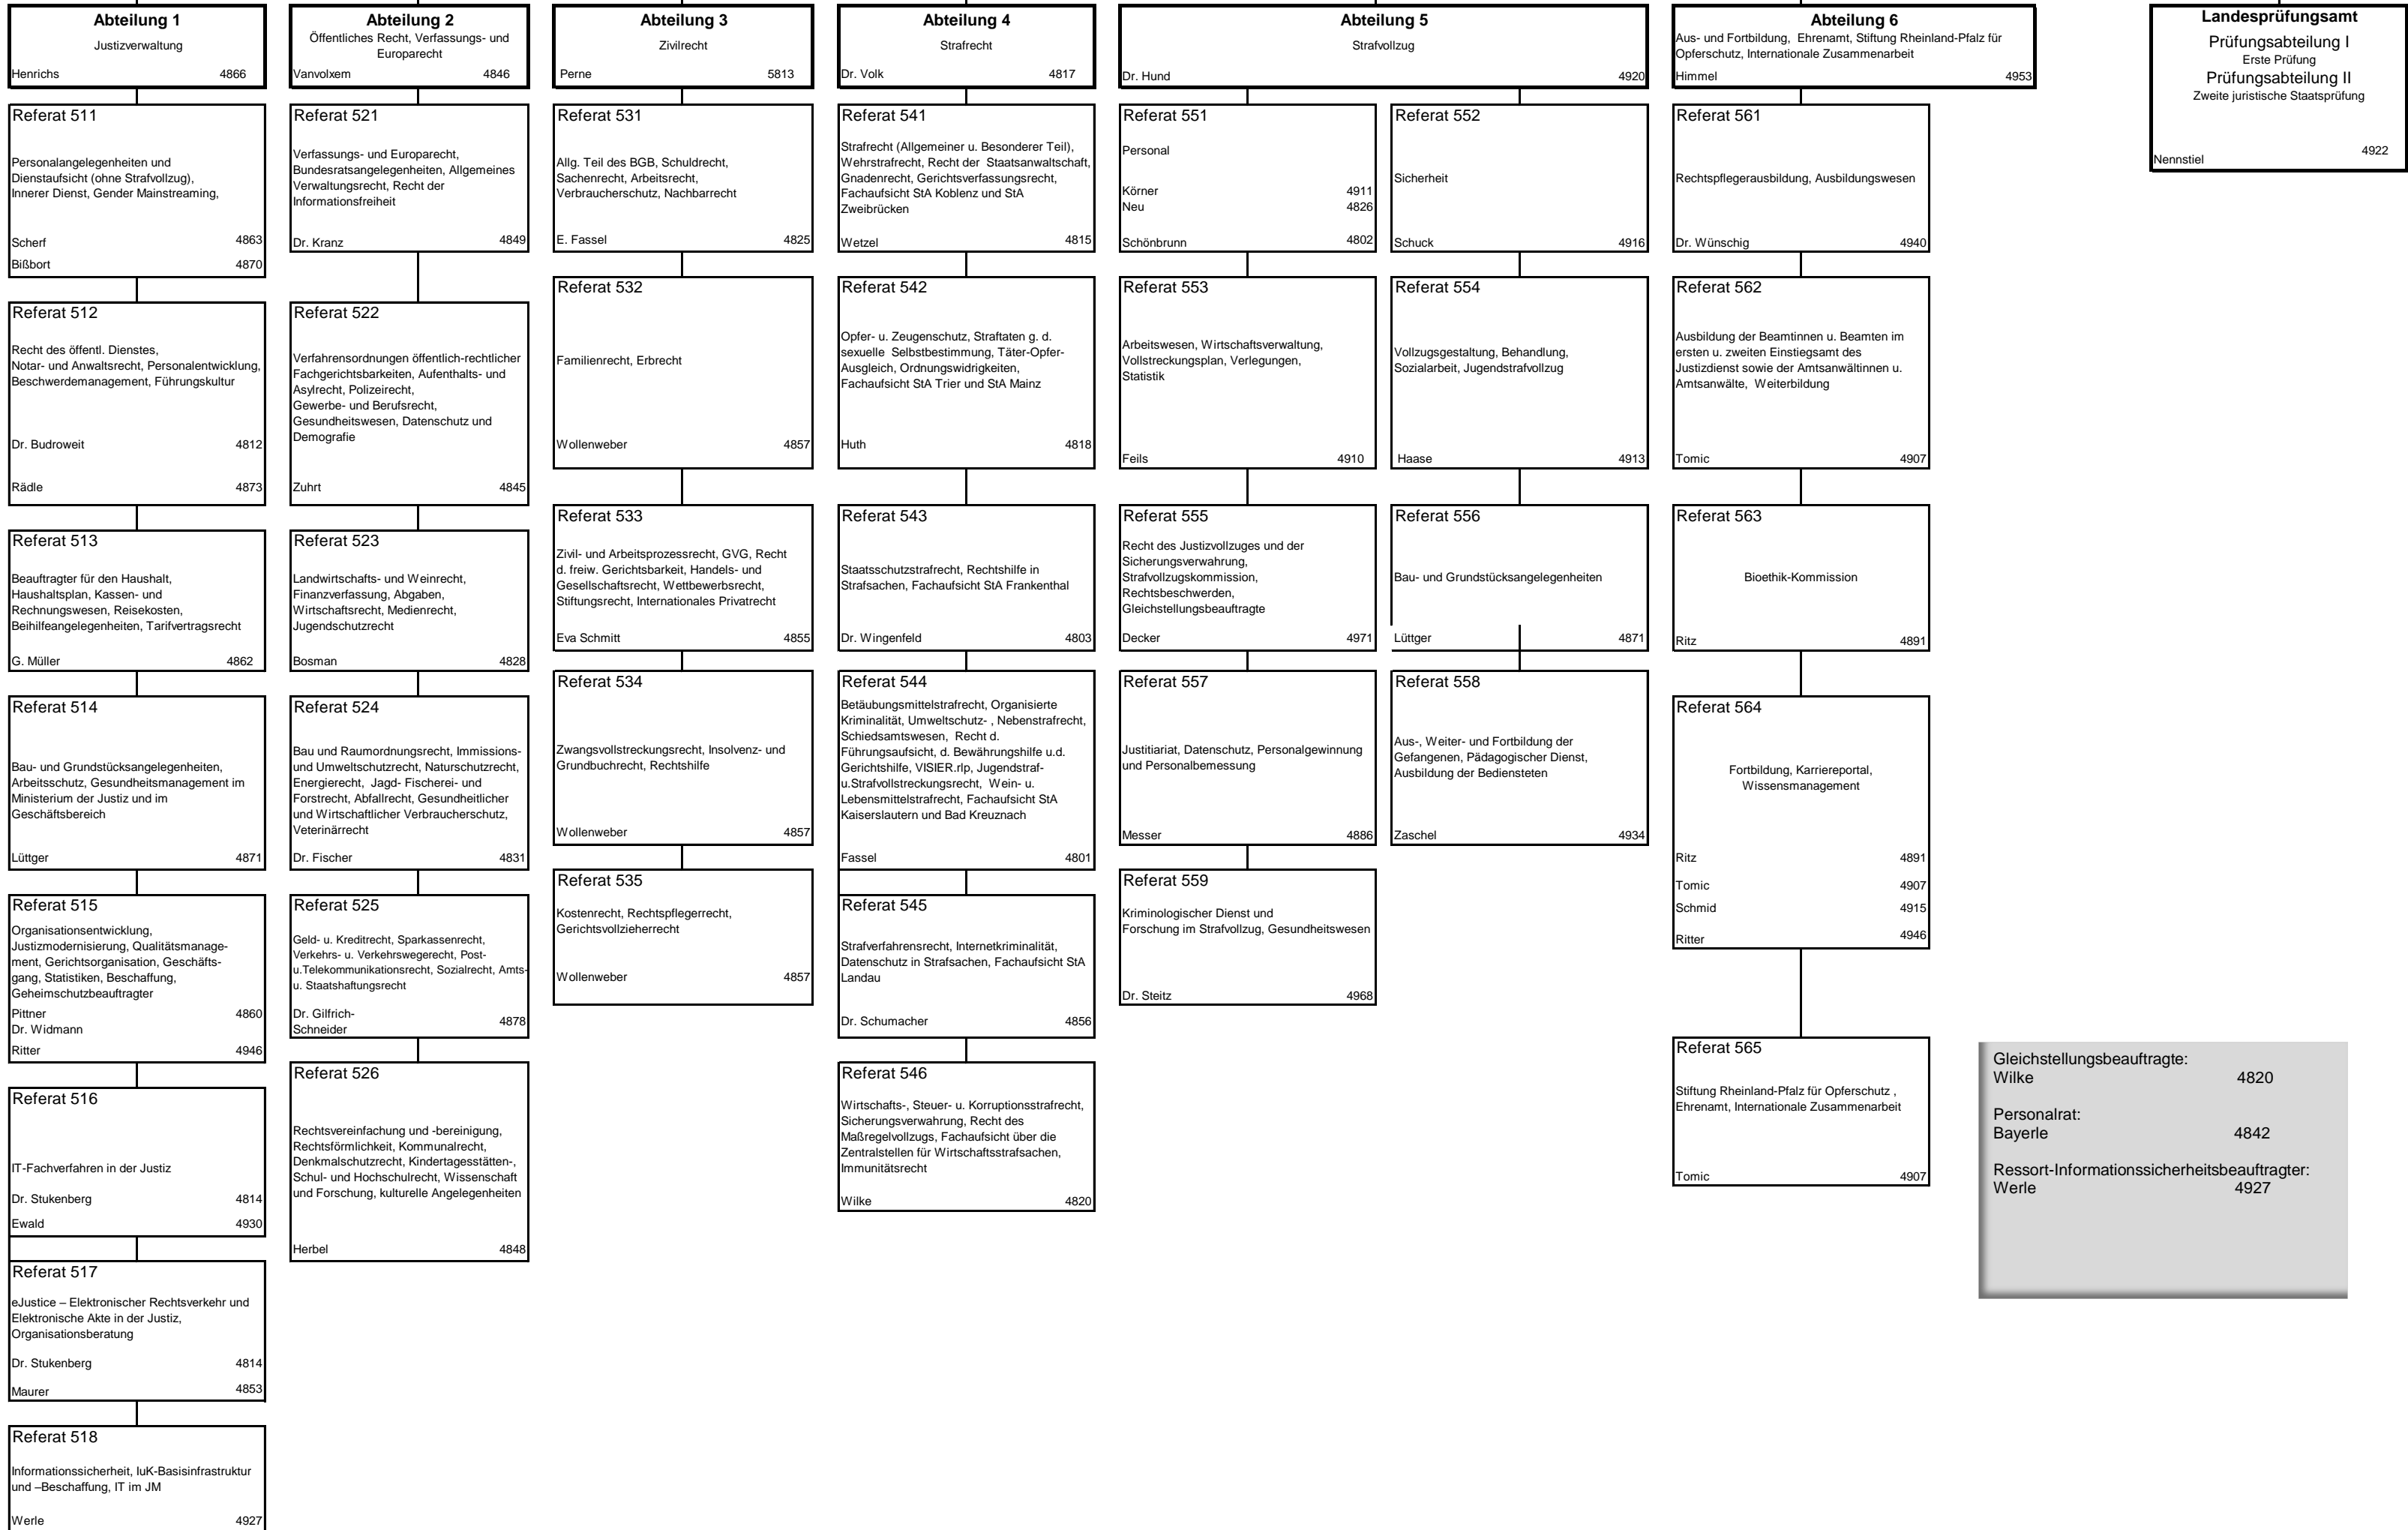 Abteilung 1
Justizverwaltung
Henrichs 4866
Referat 511
Personalangelegenheiten und
Dienstaufsicht (ohne Strafvollzug),
Innerer Dienst, Gender Mainstreaming,
Scherf 4863
Bißbort 4870
Referat 512
Recht des öffentl. Dienstes,
Notar- und Anwaltsrecht, Personalentwicklung,
Beschwerdemanagement, Führungskultur
Dr. Budroweit 4812
Rädle 4873
Referat 513
Beauftragter für den Haushalt,
Haushaltsplan, Kassen- und
Rechnungswesen, Reisekosten,
Beihilfeangelegenheiten, Tarifvertragsrecht
G. Müller 4862
Referat 514
Bau- und Grundstücksangelegenheiten,
Arbeitsschutz, Gesundheitsmanagement im
Ministerium der Justiz und im
Geschäftsbereich
Lüttger 4871
Referat 515
Organisationsentwicklung,
Justizmodernisierung, Qualitätsmanage-
ment, Gerichtsorganisation, Geschäfts-
gang, Statistiken, Beschaffung,
Geheimschutzbeauftragter
Pittner 4860
Dr. Widmann
Ritter 4946
Referat 516
IT-Fachverfahren in der Justiz
Dr. Stukenberg 4814
Ewald 4930
Referat 517
eJustice – Elektronischer Rechtsverkehr und
Elektronische Akte in der Justiz,
Organisationsberatung
Dr. Stukenberg 4814
Maurer 4853
Referat 518
Informationssicherheit, IuK-Basisinfrastruktur
und –Beschaffung, IT im JM
Werle 4927
Abteilung 2
Öffentliches Recht, Verfassungs- und
Europarecht
Vanvolxem 4846
Referat 521
Verfassungs- und Europarecht,
Bundesratsangelegenheiten, Allgemeines
Verwaltungsrecht, Recht der
Informationsfreiheit
Dr. Kranz 4849
Referat 522
Verfahrensordnungen öffentlich-rechtlicher
Fachgerichtsbarkeiten, Aufenthalts- und
Asylrecht, Polizeirecht,
Gewerbe- und Berufsrecht,
Gesundheitswesen, Datenschutz und
Demografie
Zuhrt 4845
Referat 523
Landwirtschafts- und Weinrecht,
Finanzverfassung, Abgaben,
Wirtschaftsrecht, Medienrecht,
Jugendschutzrecht
Bosman 4828
Referat 524
Bau und Raumordnungsrecht, Immissions-
und Umweltschutzrecht, Naturschutzrecht,
Energierecht, Jagd- Fischerei- und
Forstrecht, Abfallrecht, Gesundheitlicher
und Wirtschaftlicher Verbraucherschutz,
Veterinärrecht
Dr. Fischer 4831
Referat 525
Geld- u. Kreditrecht, Sparkassenrecht,
Verkehrs- u. Verkehrswegerecht, Post-
u.Telekommunikationsrecht, Sozialrecht, Amts-
u. Staatshaftungsrecht
Dr. Gilfrich-
Schneider 4878
Referat 526
Rechtsvereinfachung und -bereinigung,
Rechtsförmlichkeit, Kommunalrecht,
Denkmalschutzrecht, Kindertagesstätten-,
Schul- und Hochschulrecht, Wissenschaft
und Forschung, kulturelle Angelegenheiten
Herbel 4848
Abteilung 3
Zivilrecht
Perne 5813
Referat 531
Allg. Teil des BGB, Schuldrecht,
Sachenrecht, Arbeitsrecht,
Verbraucherschutz, Nachbarrecht
E. Fassel 4825
Referat 532
Familienrecht, Erbrecht
Wollenweber 4857
Referat 533
Zivil- und Arbeitsprozessrecht, GVG, Recht
d. freiw. Gerichtsbarkeit, Handels- und
Gesellschaftsrecht, Wettbewerbsrecht,
Stiftungsrecht, Internationales Privatrecht
Eva Schmitt 4855
Referat 534
Zwangsvollstreckungsrecht, Insolvenz- und
Grundbuchrecht, Rechtshilfe
Wollenweber 4857
Referat 535
Kostenrecht, Rechtspflegerrecht,
Gerichtsvollzieherrecht
Wollenweber 4857
Abteilung 4
Strafrecht
Dr. Volk 4817
Referat 541
Strafrecht (Allgemeiner u. Besonderer Teil),
Wehrstrafrecht, Recht der Staatsanwaltschaft,
Gnadenrecht, Gerichtsverfassungsrecht,
Fachaufsicht StA Koblenz und StA
Zweibrücken
Wetzel 4815
Referat 542
Opfer- u. Zeugenschutz, Straftaten g. d.
sexuelle Selbstbestimmung, Täter-Opfer-
Ausgleich, Ordnungswidrigkeiten,
Fachaufsicht StA Trier und StA Mainz
Huth 4818
Referat 543
Staatsschutzstrafrecht, Rechtshilfe in
Strafsachen, Fachaufsicht StA Frankenthal
Dr. Wingenfeld 4803
Referat 544
Betäubungsmittelstrafrecht, Organisierte
Kriminalität, Umweltschutz- , Nebenstrafrecht,
Schiedsamtswesen, Recht d.
Führungsaufsicht, d. Bewährungshilfe u.d.
Gerichtshilfe, VISIER.rlp, Jugendstraf-
u.Strafvollstreckungsrecht, Wein- u.
Lebensmittelstrafrecht, Fachaufsicht StA
Kaiserslautern und Bad Kreuznach
Fassel 4801
Referat 545
Strafverfahrensrecht, Internetkriminalität,
Datenschutz in Strafsachen, Fachaufsicht StA
Landau
Dr. Schumacher 4856
Referat 546
Wirtschafts-, Steuer- u. Korruptionsstrafrecht,
Sicherungsverwahrung, Recht des
Maßregelvollzugs, Fachaufsicht über die
Zentralstellen für Wirtschaftsstrafsachen,
Immunitätsrecht
Wilke 4820
Abteilung 5
Strafvollzug
Dr. Hund 4920
Referat 551
Personal
Körner 4911
Neu 4826
Schönbrunn 4802
Referat 552
Sicherheit
Schuck 4916
Referat 553
Arbeitswesen, Wirtschaftsverwaltung,
Vollstreckungsplan, Verlegungen,
Statistik
Feils 4910
Referat 554
Vollzugsgestaltung, Behandlung,
Sozialarbeit, Jugendstrafvollzug
Haase 4913
Referat 555
Recht des Justizvollzuges und der
Sicherungsverwahrung,
Strafvollzugskommission,
Rechtsbeschwerden,
Gleichstellungsbeauftragte
Decker 4971
Referat 556
Bau- und Grundstücksangelegenheiten
Lüttger 4871
Referat 557
Justitiariat, Datenschutz, Personalgewinnung
und Personalbemessung
Messer 4886
Referat 558
Aus-, Weiter- und Fortbildung der
Gefangenen, Pädagogischer Dienst,
Ausbildung der Bediensteten
Zaschel 4934
Referat 559
Kriminologischer Dienst und
Forschung im Strafvollzug, Gesundheitswesen
Dr. Steitz 4968
Abteilung 6
Aus- und Fortbildung, Ehrenamt, Stiftung Rheinland-Pfalz für
Opferschutz, Internationale Zusammenarbeit
Himmel 4953
Referat 561
Rechtspflegerausbildung, Ausbildungswesen
Dr. Wünschig 4940
Referat 562
Ausbildung der Beamtinnen u. Beamten im
ersten u. zweiten Einstiegsamt des
Justizdienst sowie der Amtsanwältinnen u.
Amtsanwälte, Weiterbildung
Tomic 4907
Referat 563
Bioethik-Kommission
Ritz 4891
Referat 564
Fortbildung, Karriereportal,
Wissensmanagement
Ritz 4891
Tomic 4907
Schmid 4915
Ritter 4946
Referat 565
Stiftung Rheinland-Pfalz für Opferschutz ,
Ehrenamt, Internationale Zusammenarbeit
Tomic 4907
Landesprüfungsamt
Prüfungsabteilung I
Erste Prüfung
Prüfungsabteilung II
Zweite juristische Staatsprüfung
Nennstiel 4922
Gleichstellungsbeauftragte:
Wilke 4820
Personalrat:
Bayerle 4842
Ressort-Informationssicherheitsbeauftragter:
Werle 4927